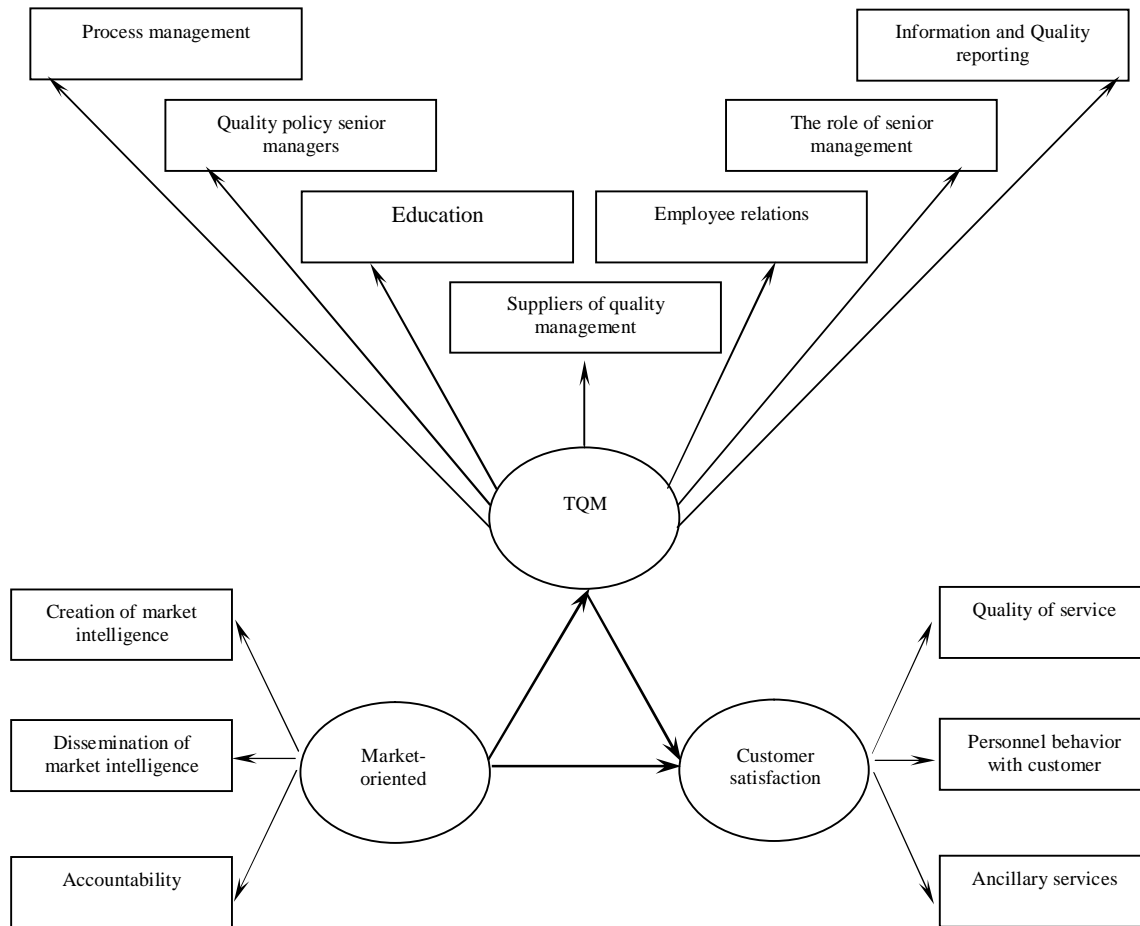 Process management
Information and Quality
reporting
Quality policy senior
managers
The role of senior
management
Education
Employee relations
Suppliers of quality
management
TQM
Creation of market
intelligence
Quality of service
Dissemination of
market intelligence
Market-
oriented
Customer
satisfaction
Personnel behavior
with customer
Accountability
Ancillary services